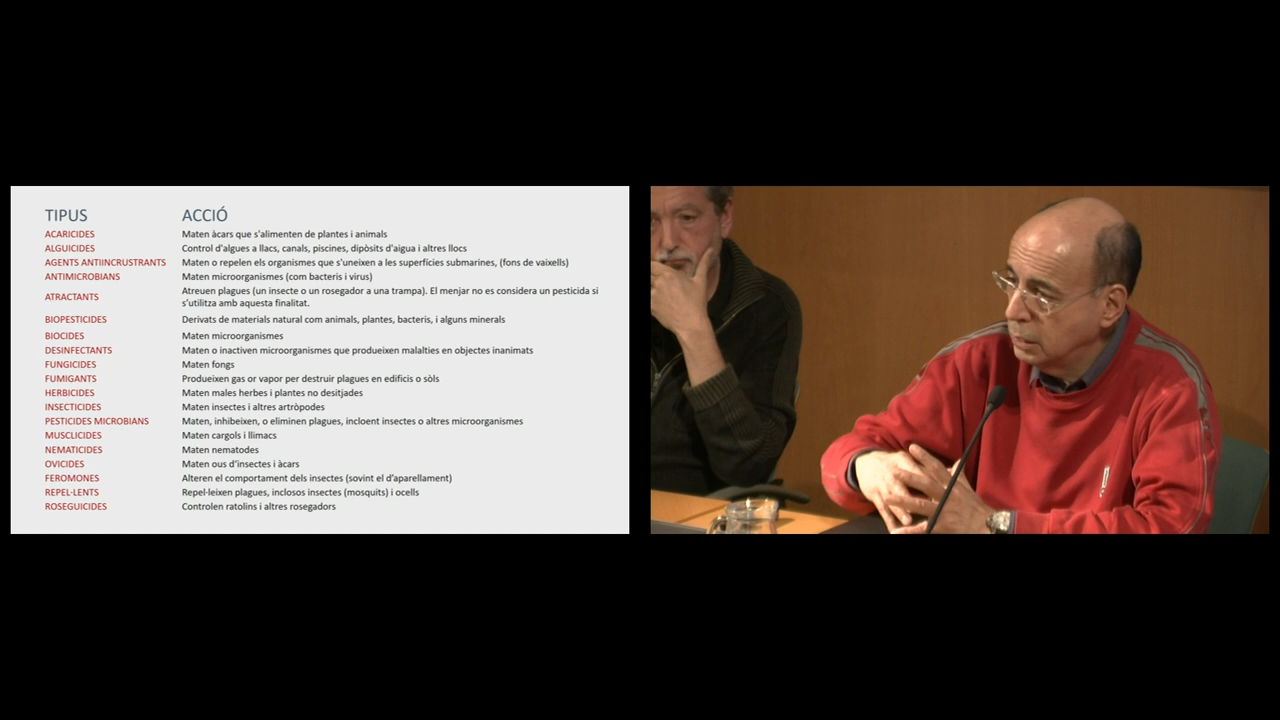 TIPUS ACCIÓ
ACARICIDES Maten àcars que s'alimenten de plantes i animals
ALGUICIDES Control d'algues a llacs, canals, piscines, dipòsits d'aigua i altres llocs
AGENTS ANTIINCRUSTRANTS Maten o repelen els organismes que s'uneixen a les superfícies submarines, (fons de vaixells)
ANTIMICROBIANS Maten microorganismes (com bacteris i virus)
ATRACTANTS Atreuen plagues (un insecte o un rosegador a una trampa). El menjar no es considera un pesticida si
s'utilitza amb aquesta finalitat.
BIOPESTICIDES Derivats de materials natural com animals, plantes, bacteris, i alguns minerals
BIOCIDES Maten microorganismes
DESINFECTANTS Maten o inactiven microorganismes que produeixen malalties en objectes inanimats
FUNGICIDES Maten fongs
FUMIGANTS Produeixen gas or vapor per destruir plagues en edificis o sòls
HERBICIDES Maten males herbes i plantes no desitjades
INSECTICIDES Maten insectes i altres artròpodes
PESTICIDES MICROBIANS Maten, inhibeixen, o eliminen plagues, incloent insectes o altres microorganismes
MUSCLICIDES Maten cargols i llimacs
NEMATICIDES Maten nematodes
OVICIDES Maten ous d'insectes i àcars
FEROMONES Alteren el comportament dels insectes (sovint el d'aparellament)
REPEL·LENTS Repel·leixen plagues, inclosos insectes (mosquits) i ocells
ROSEGUICIDES Controlen ratolins i altres rosegadors